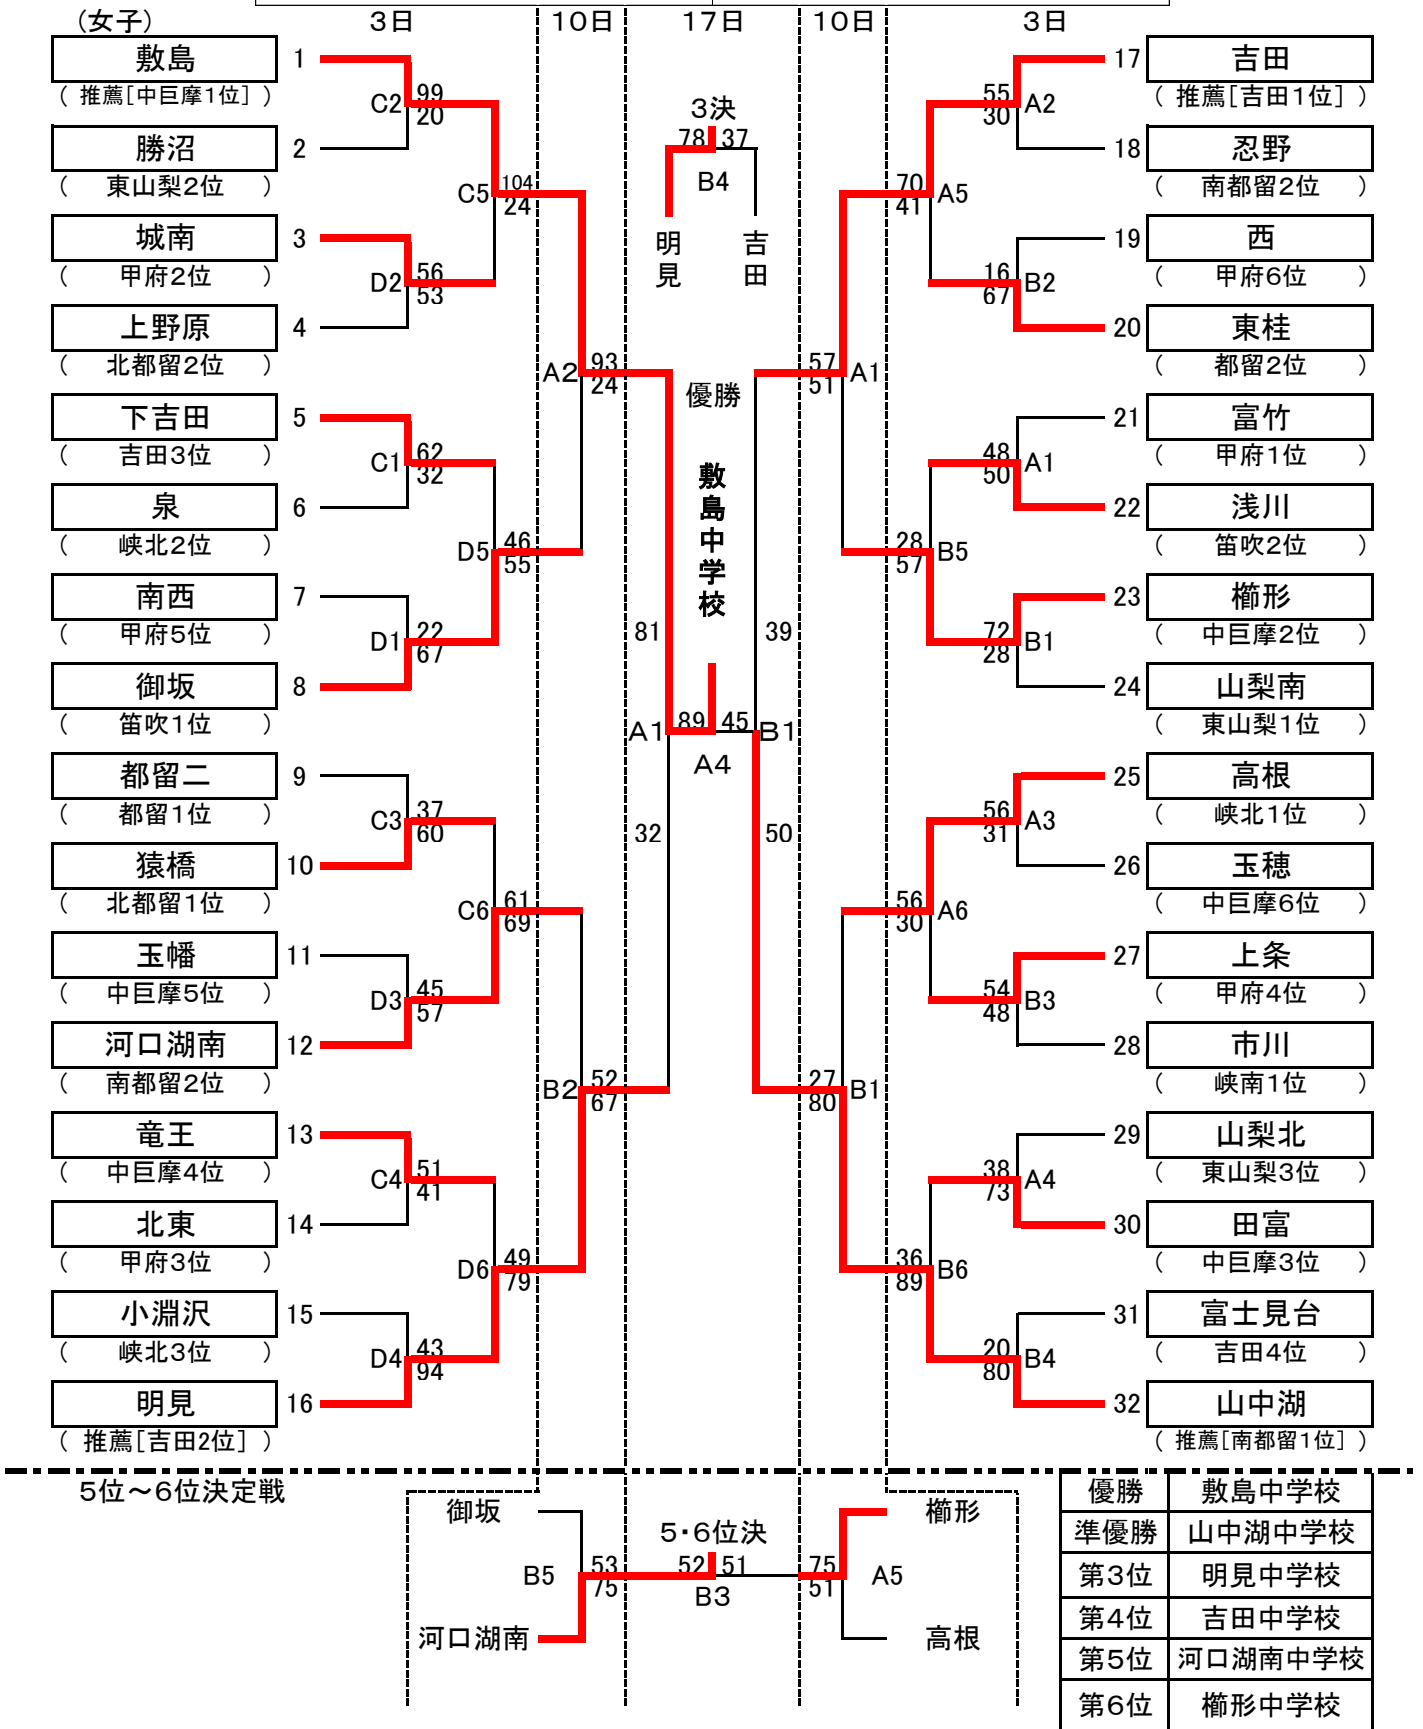 (女子)
3日
10日
17日
10日
3日
敷島
1
(推薦[中巨摩1位])
C2
99
20
勝沼
2
(東山梨2位)
C5
104
24
城南
3
(甲府2位)
D2
56
53
上野原
4
(北都留2位)
A2
93
24
下吉田
5
(吉田3位)
C1
62
32
泉
6
(峡北2位)
D5
46
55
南西
7
(甲府5位)
D1
22
67
御坂
8
(笛吹1位)
都留二
9
(都留1位)
C3
37
60
猿橋
10
(北都留1位)
C6
61
69
玉幡
11
(中巨摩5位)
D3
45
57
河口湖南
12
(南都留2位)
B2
52
67
竜王
13
(中巨摩4位)
C4
51
41
北東
14
(甲府3位)
D6
49
79
小淵沢
15
(峡北3位)
D4
43
94
明見
16
(推薦[吉田2位])
3決
78 37
B4
明見
吉田
優勝
敷島中学校
81
39
A1
89 45
B1
A4
32
50
17
吉田
(推薦[吉田1位])
55
30
A2
18
忍野
(南都留2位)
70
41
A5
19
西
(甲府6位)
16
67
B2
20
東桂
(都留2位)
57
51
A1
21
富竹
(甲府1位)
48
50
A1
22
浅川
(笛吹2位)
28
57
B5
23
櫛形
(中巨摩2位)
72
28
B1
24
山梨南
(東山梨1位)
25
高根
(峡北1位)
56
31
A3
26
玉穂
(中巨摩6位)
56
30
A6
27
上条
(甲府4位)
54
48
B3
28
市川
(峡南1位)
27
80
B1
29
山梨北
(東山梨3位)
38
73
A4
30
田富
(中巨摩3位)
36
89
B6
31
富士見台
(吉田4位)
20
80
B4
32
山中湖
(推薦[南都留1位])
5位～6位決定戦
御坂
B5
53
75
河口湖南
5・6位決
52 51
B3
櫛形
75
51
A5
高根
優勝 敷島中学校
準優勝 山中湖中学校
第3位 明見中学校
第4位 吉田中学校
第5位 河口湖南中学校
第6位 櫛形中学校